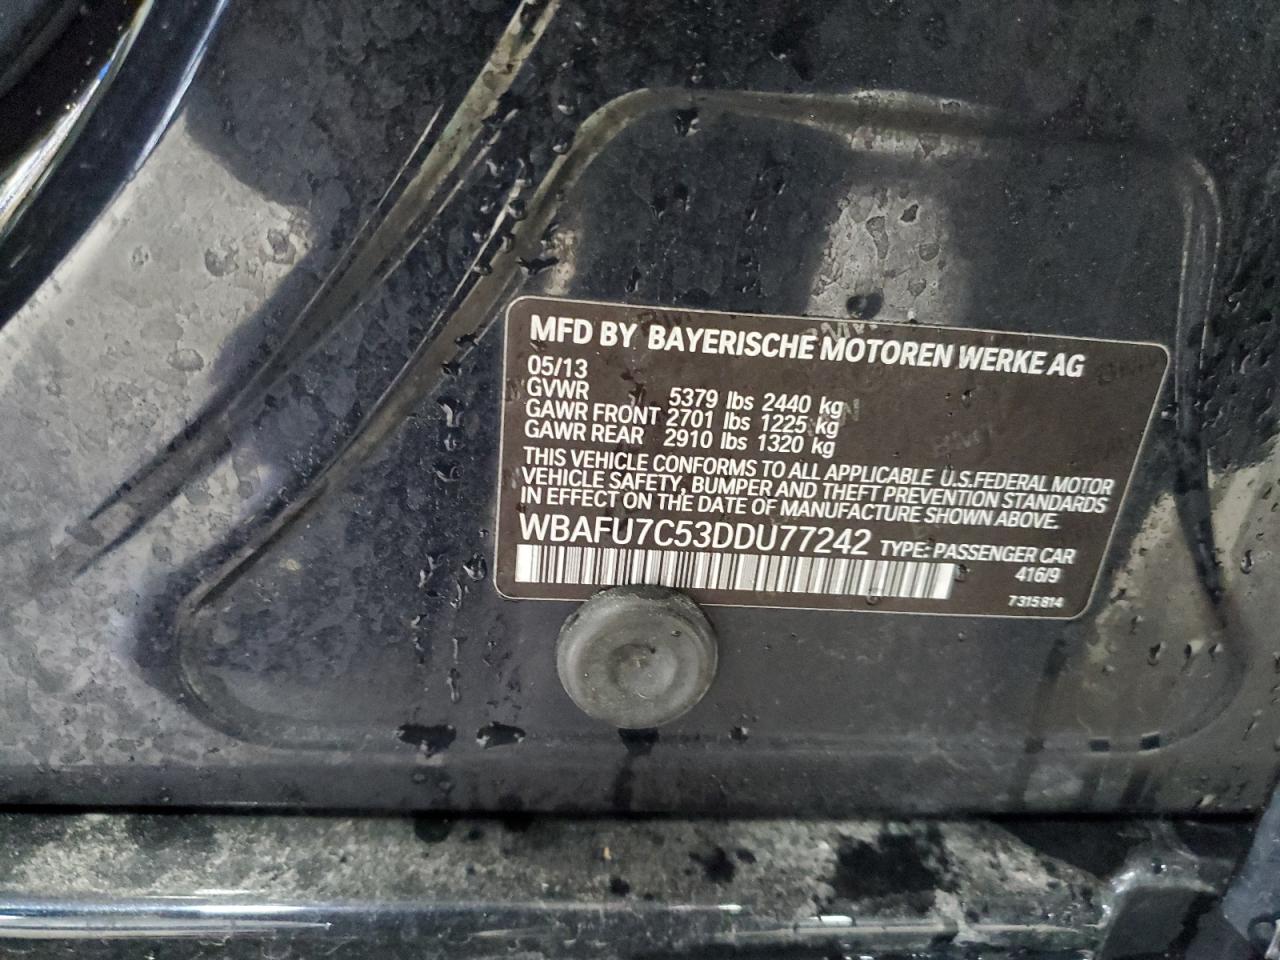 MFD BY BAYERISCHE MOTOREN WERKE AG
05/13
GVWR 5379 lbs 2440 kg
GAWR FRONT 2701 lbs 1225 kg
GAWR REAR 2910 lbs 1320 kg
THIS VEHICLE CONFORMS TO ALL APPLICABLE U.S.FEDERAL MOTOR
VEHICLE SAFETY, BUMPER AND THEFT PREVENTION STANDARDS
IN EFFECT ON THE DATE OF MANUFACTURE SHOWN ABOVE.
WBAFU7C53DDU77242 TYPE: PASSENGER CAR
416/9
7315814